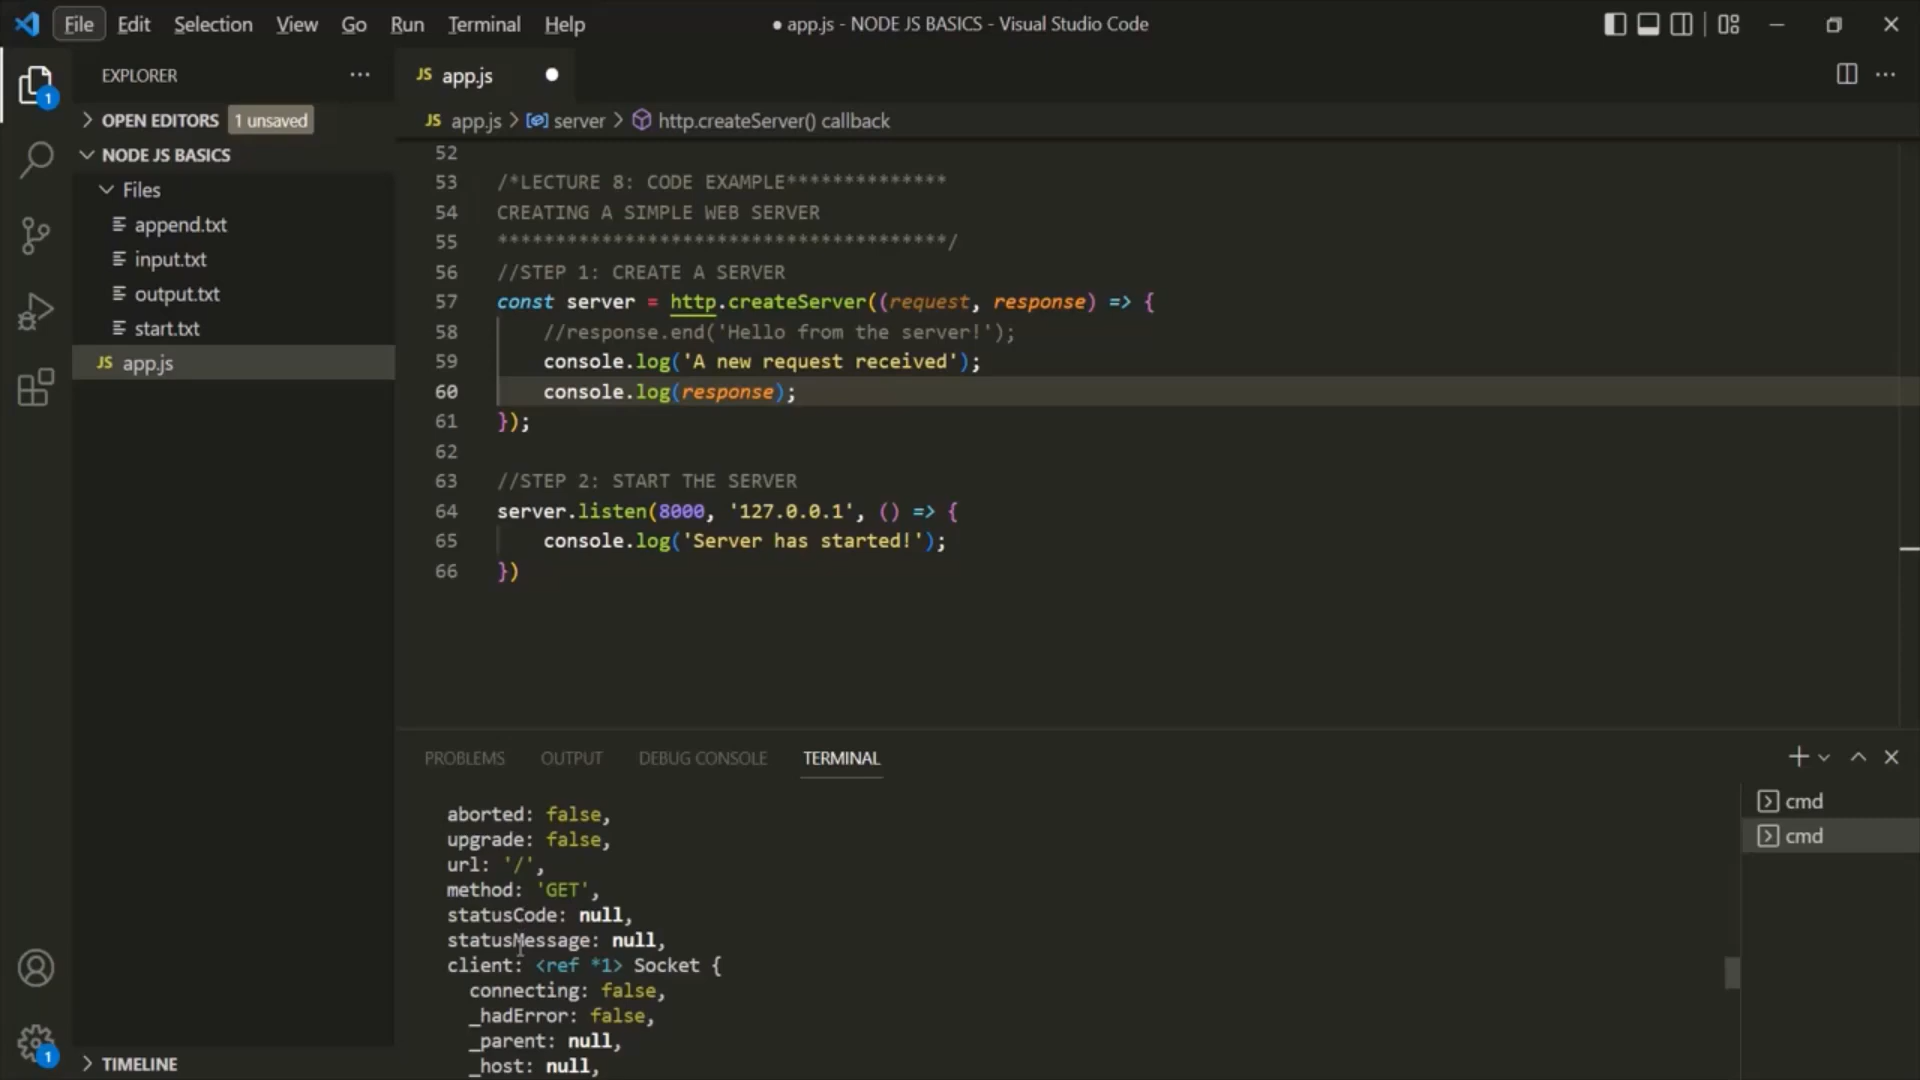 File Edit Selection View Go Run Terminal Help
● app.js - NODE JS BASICS - Visual Studio Code
EXPLORER
1
OPEN EDITORS 1 unsaved
NODE JS BASICS
Files
append.txt
input.txt
output.txt
start.txt
JS app.js
TIMELINE
1
JS app.js
JS app.js > server > http.createServer() callback
52
53 /*LECTURE 8: CODE EXAMPLE**************
54 CREATING A SIMPLE WEB SERVER
55 ***************************************/
56 //STEP 1: CREATE A SERVER
57 const server = http.createServer((request, response) => {
58 //response.end('Hello from the server!');
59 console.log('A new request received');
60 console.log(response);
61 });
62
63 //STEP 2: START THE SERVER
64 server.listen(8000, '127.0.0.1', () => {
65 console.log('Server has started!');
66 })
PROBLEMS OUTPUT DEBUG CONSOLE TERMINAL
aborted: false,
upgrade: false,
url: '/',
method: 'GET',
statusCode: null,
statusMessage: null,
client: <ref *1> Socket {
connecting: false,
_hadError: false,
_parent: null,
_host: null,
cmd
cmd